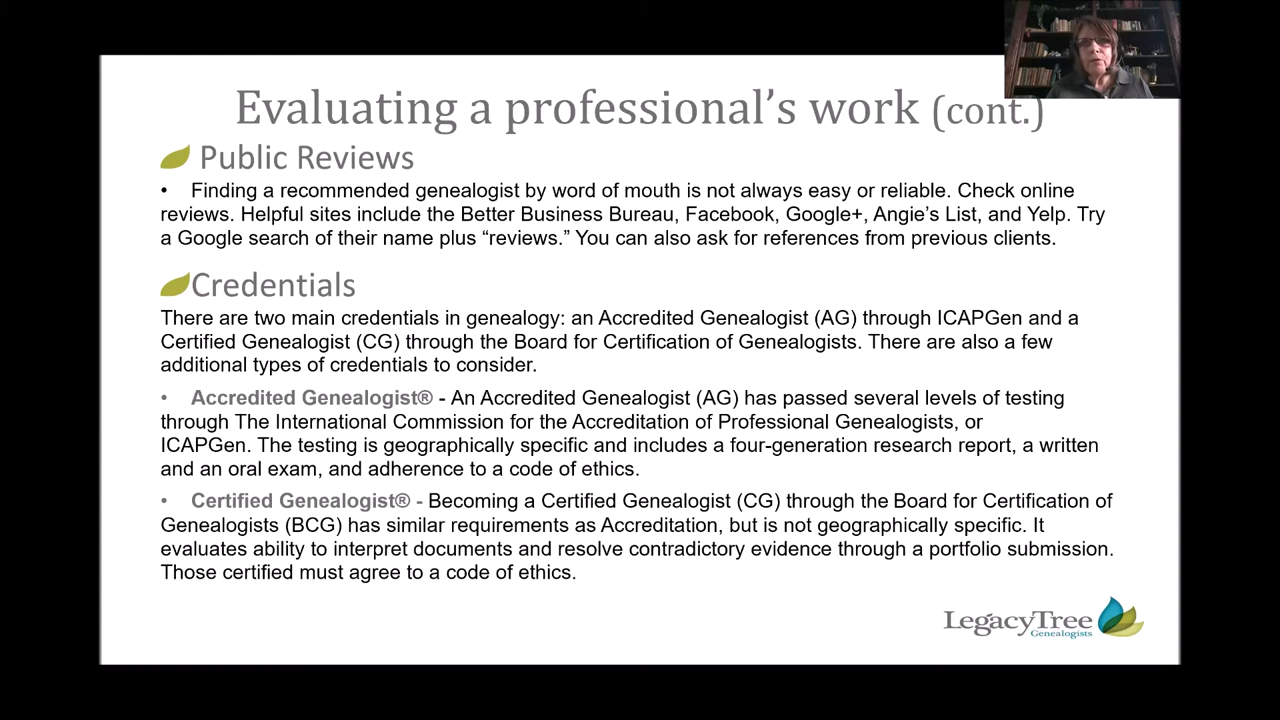 Evaluating a professional’s work (cont.)
Public Reviews
• Finding a recommended genealogist by word of mouth is not always easy or reliable. Check online
reviews. Helpful sites include the Better Business Bureau, Facebook, Google+, Angie’s List, and Yelp. Try
a Google search of their name plus “reviews.” You can also ask for references from previous clients.
Credentials
There are two main credentials in genealogy: an Accredited Genealogist (AG) through ICAPGen and a
Certified Genealogist (CG) through the Board for Certification of Genealogists. There are also a few
additional types of credentials to consider.
• Accredited Genealogist® - An Accredited Genealogist (AG) has passed several levels of testing
through The International Commission for the Accreditation of Professional Genealogists, or
ICAPGen. The testing is geographically specific and includes a four-generation research report, a written
and an oral exam, and adherence to a code of ethics.
• Certified Genealogist® - Becoming a Certified Genealogist (CG) through the Board for Certification of
Genealogists (BCG) has similar requirements as Accreditation, but is not geographically specific. It
evaluates ability to interpret documents and resolve contradictory evidence through a portfolio submission.
Those certified must agree to a code of ethics.
LegacyTree
Genealogists